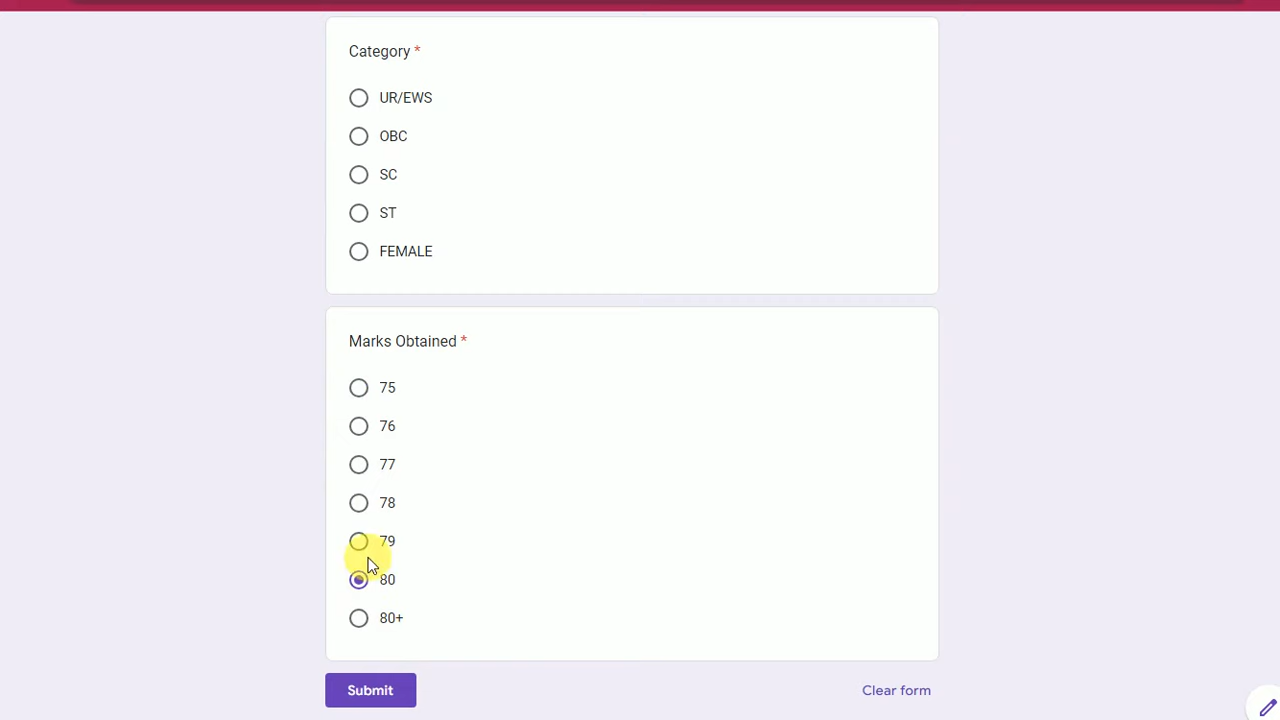 Category *
UR/EWS
OBC
SC
ST
FEMALE
Marks Obtained *
75
76
77
78
79
80
80+
Submit
Clear form